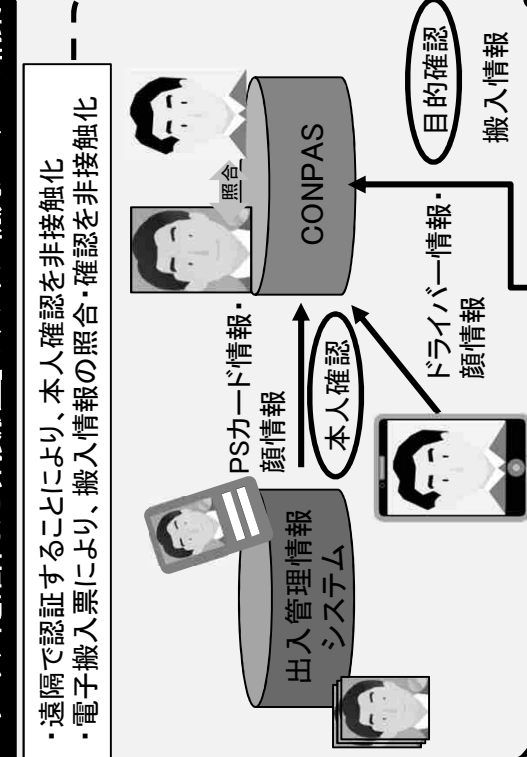 ・遠隔で認証することにより、本人確認を非接触化
・電子搬入票により、搬入情報の照合・確認を非接触化
出入管理情報
システム
PSカード情報・
顔情報
本人確認
照合
CONPAS
ドライバー情報・
顔情報
目的確認
搬入情報